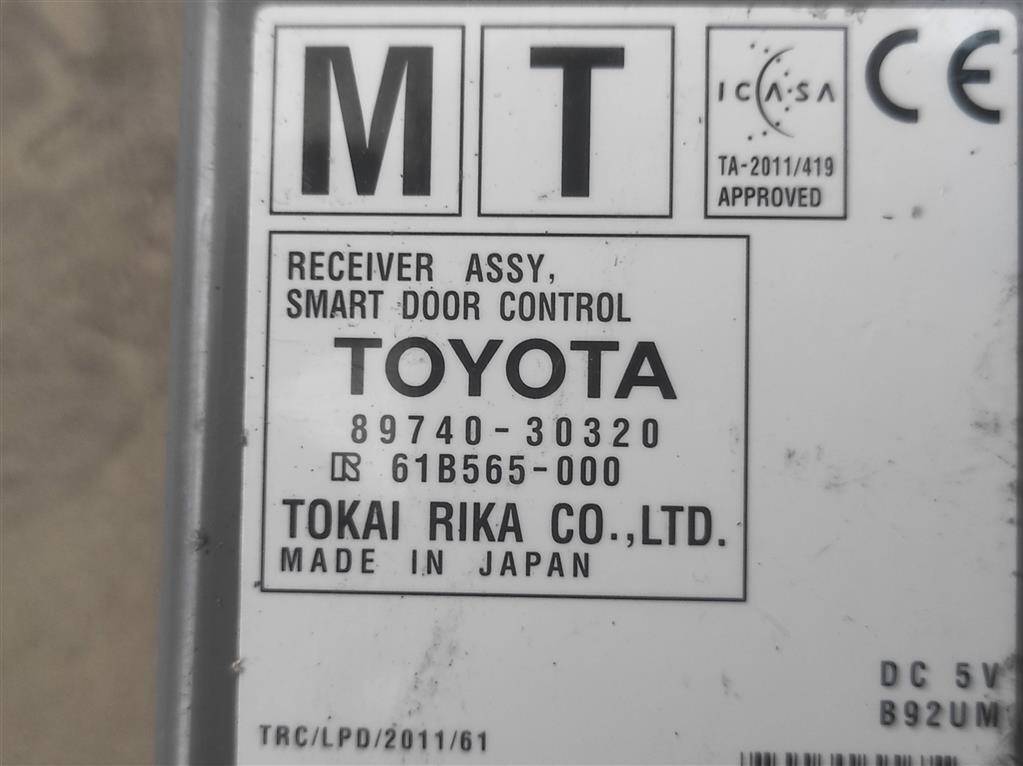 M T
ICASA CE
TA-2011/419
APPROVED
RECEIVER ASSY,
SMART DOOR CONTROL
TOYOTA
89740-30320
R 61B565-000
TOKAI RIKA CO.,LTD.
MADE IN JAPAN
DC 5V
B92UM
TRC/LPD/2011/61